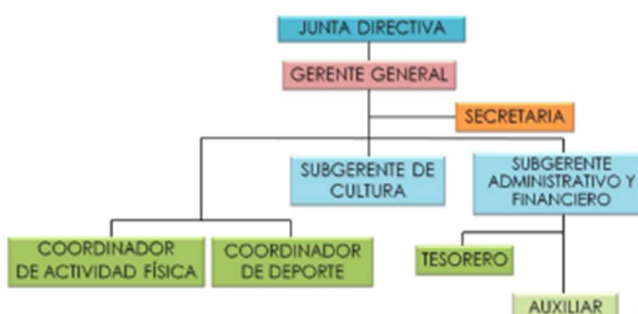 JUNTA DIRECTIVA
GERENTE GENERAL
SECRETARIA
SUBGERENTE DE
CULTURA
SUBGERENTE
ADMINISTRATIVO Y
FINANCIERO
COORDINADOR
DE ACTIVIDAD FÍSICA
COORDINADOR
DE DEPORTE
TESORERO
AUXILIAR